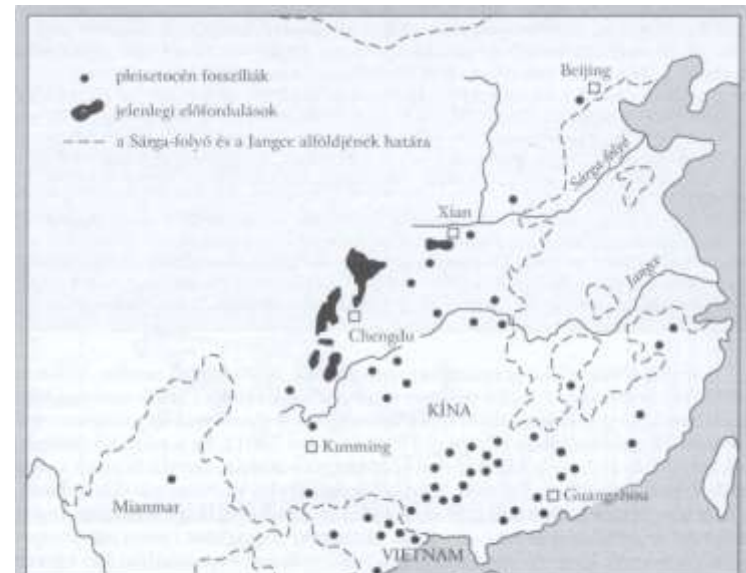 pleisztocén fosszíliák
jelenlegi előfordulások
a Sárga-folyó és a Jangce alföldjének határa
Beijing
Sárga-folyó
Xian
Jangce
Chengdu
KÍNA
Kunming
Guangzhou
Mianmar
VIETNAM